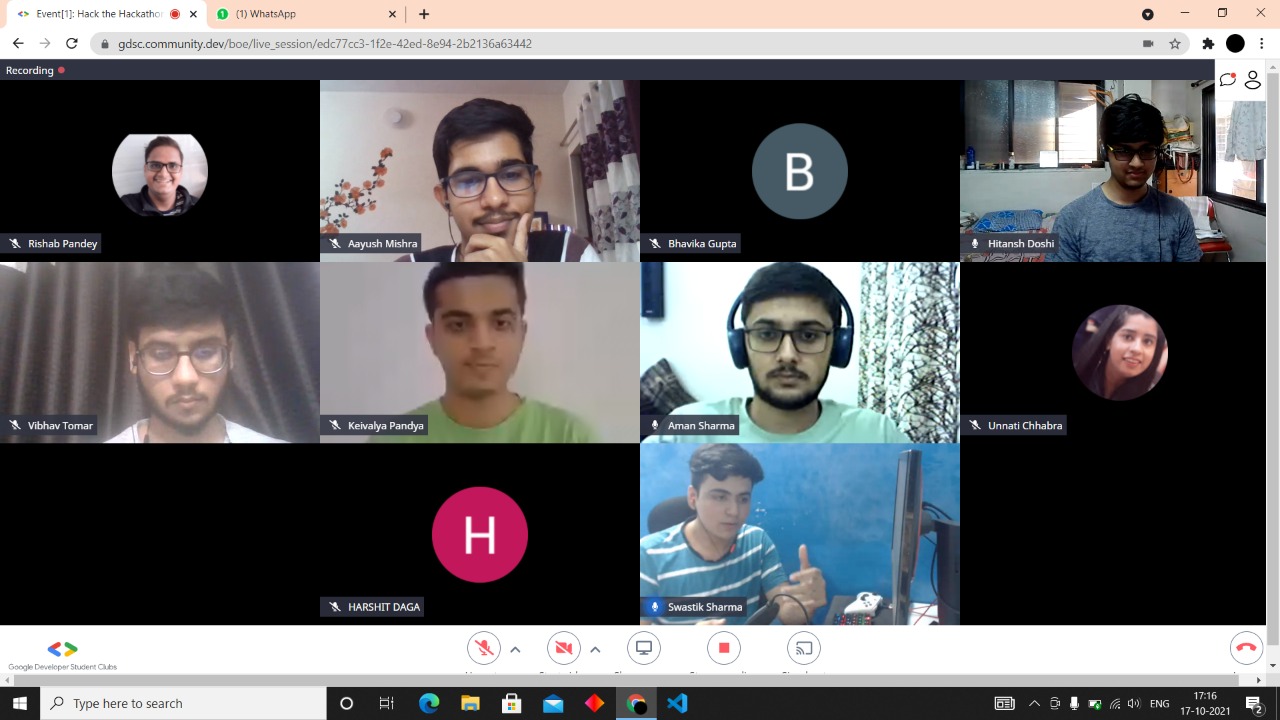 Event[1]: Hack the Hackathon
(1) WhatsApp
gdsc.community.dev/boe/live_session/edc77cc3-1f2e-42ed-8e94-2b2136a63442
Recording
Rishab Pandey
Aayush Mishra
B
Bhavika Gupta
Hitansh Doshi
Vibhav Tomar
Keivalya Pandya
Aman Sharma
Unnati Chhabra
H
HARSHIT DAGA
Swastik Sharma
Google Developer Student Clubs
Type here to search
ENG
17:16
17-10-2021
2